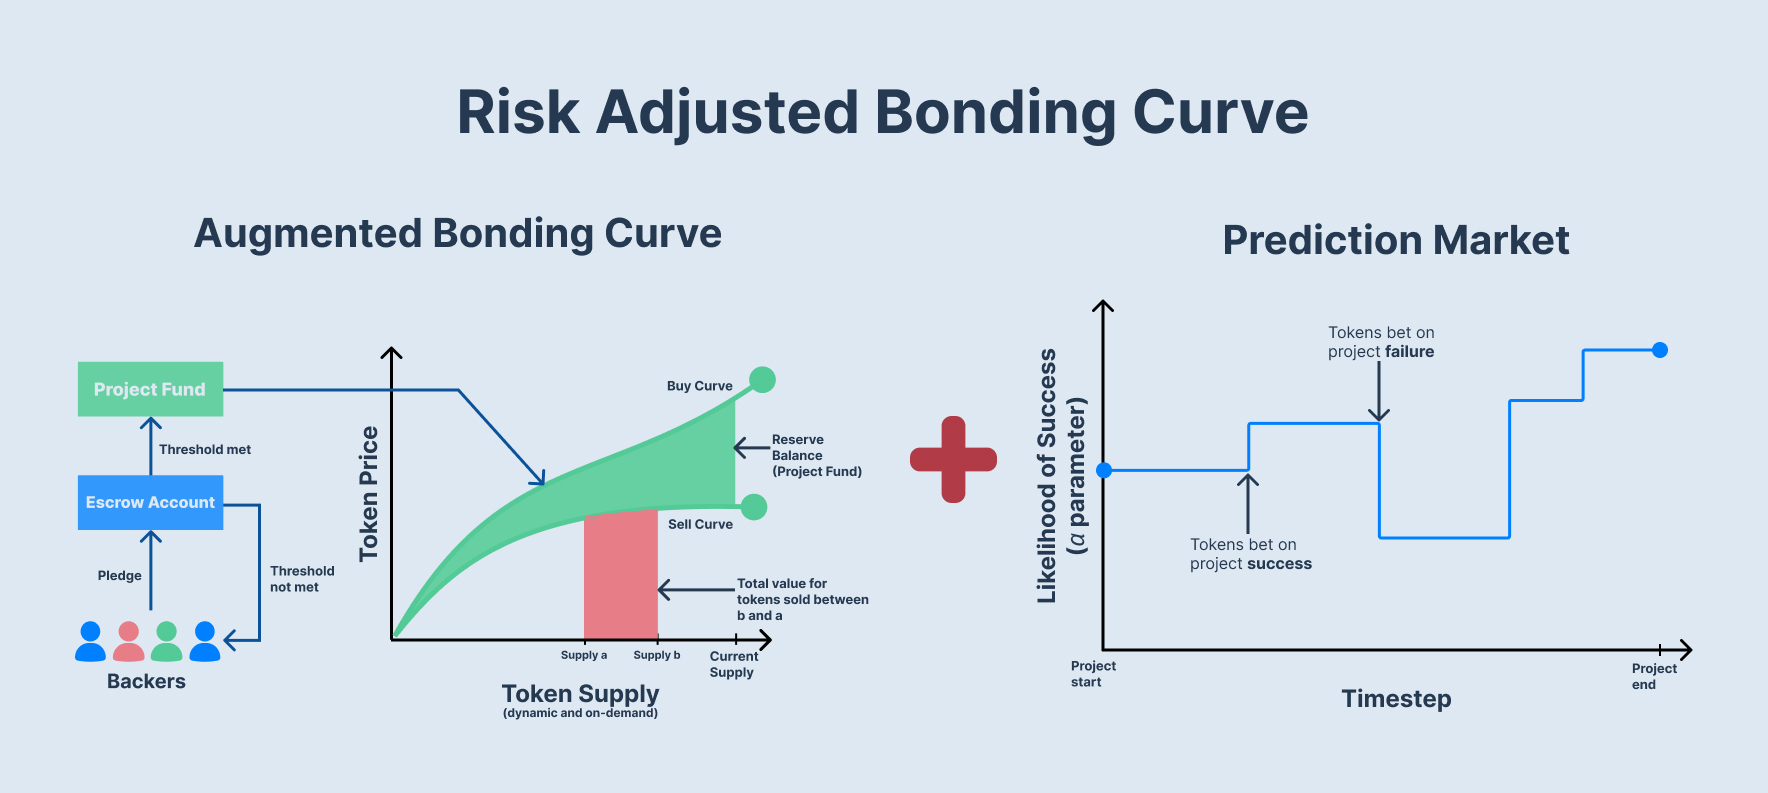 Risk Adjusted Bonding Curve
Augmented Bonding Curve
Project Fund
Threshold met
Escrow Account
Pledge
Threshold
not met
Backers
Token Price
Buy Curve
Reserve
Balance
(Project Fund)
Sell Curve
Total value for
tokens sold between
b and a
Supply a
Supply b
Current
Supply
Token Supply
(dynamic and on-demand)
Prediction Market
Likelihood of Success
(α parameter)
Tokens bet on
project failure
Tokens bet on
project success
Project
start
Project
end
Timestep